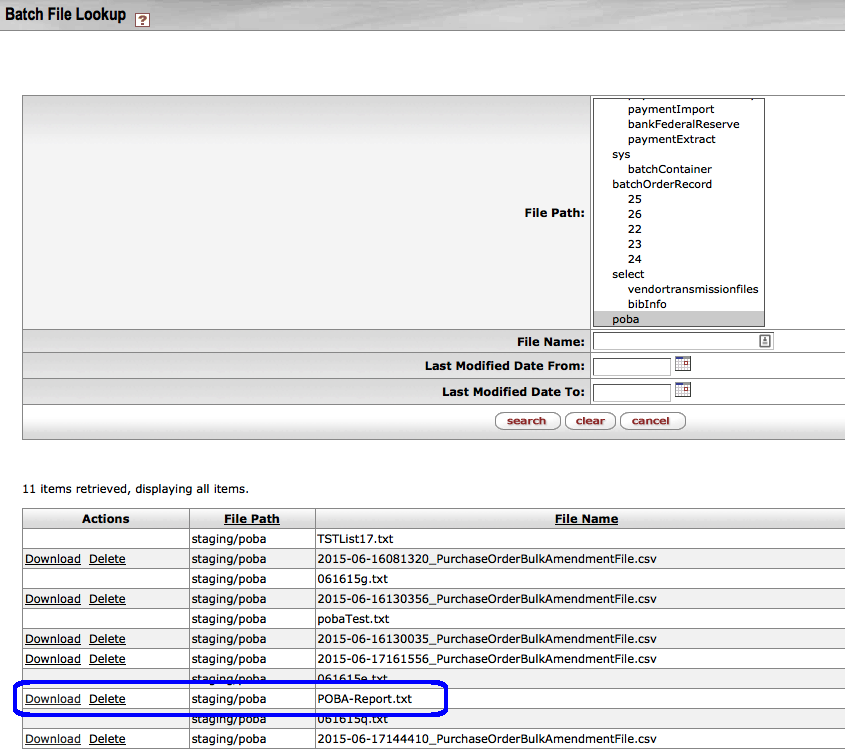 Batch File Lookup ?
paymentImport
bankFederalReserve
paymentExtract
sys
batchContainer
batchOrderRecord
25
26
22
23
24
select
vendortransmissionfiles
bibInfo
poba
File Path:
File Name:
Last Modified Date From:
Last Modified Date To:
search clear cancel
11 items retrieved, displaying all items.
Actions File Path File Name
staging/poba TSTList17.txt
Download Delete staging/poba 2015-06-16081320_PurchaseOrderBulkAmendmentFile.csv
staging/poba 061615g.txt
Download Delete staging/poba 2015-06-16130356_PurchaseOrderBulkAmendmentFile.csv
staging/poba pobaTest.txt
Download Delete staging/poba 2015-06-16130035_PurchaseOrderBulkAmendmentFile.csv
Download Delete staging/poba 2015-06-17161556_PurchaseOrderBulkAmendmentFile.csv
staging/poba 061615e.txt
Download Delete staging/poba POBA-Report.txt
staging/poba 061615q.txt
Download Delete staging/poba 2015-06-17144410_PurchaseOrderBulkAmendmentFile.csv